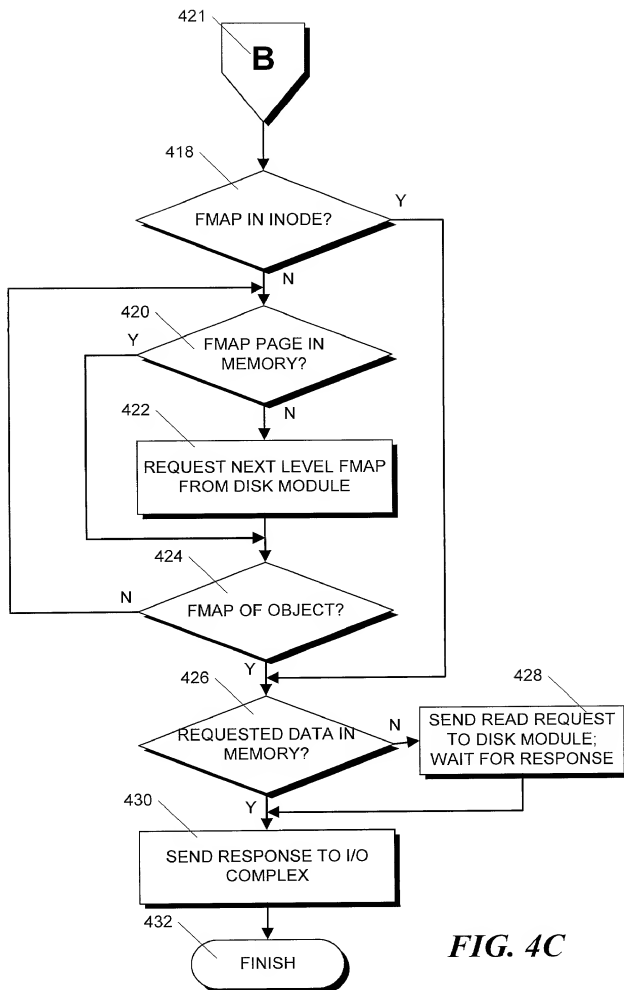 421
B
418
FMAP IN INODE?
Y
N
420
Y
FMAP PAGE IN
MEMORY?
N
422
REQUEST NEXT LEVEL FMAP
FROM DISK MODULE
424
N
FMAP OF OBJECT?
Y
426
428
REQUESTED DATA IN
MEMORY?
N
SEND READ REQUEST
TO DISK MODULE;
WAIT FOR RESPONSE
Y
430
SEND RESPONSE TO I/O
COMPLEX
432
FINISH
FIG. 4C